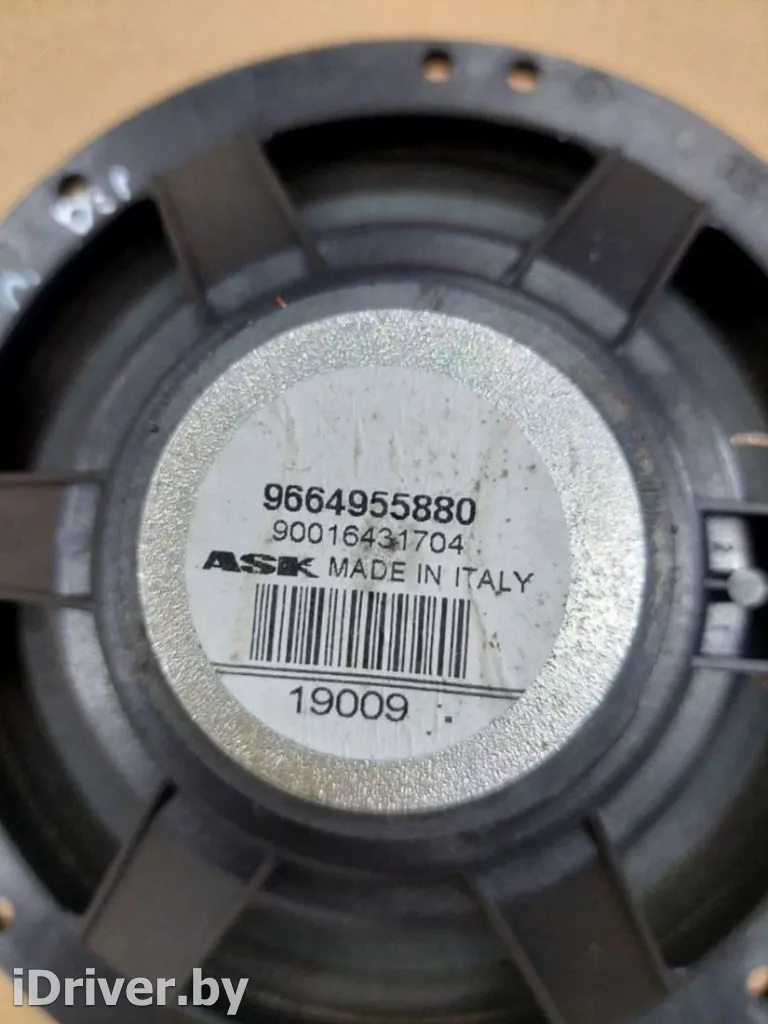 9664955880
90016431704
ASK MADE IN ITALY
19009
iDriver.by